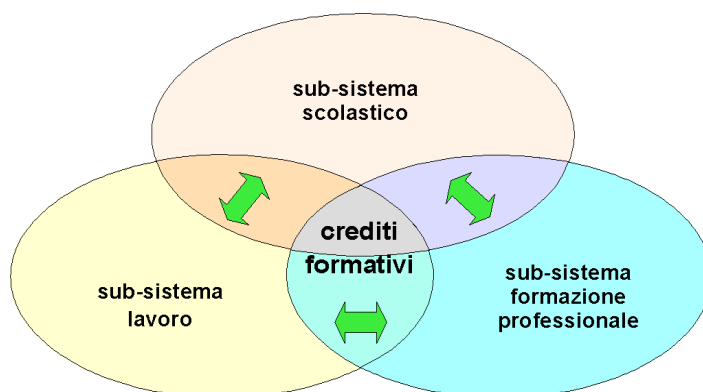 sub-sistema
scolastico
crediti
formativi
sub-sistema
lavoro
sub-sistema
formazione
professionale